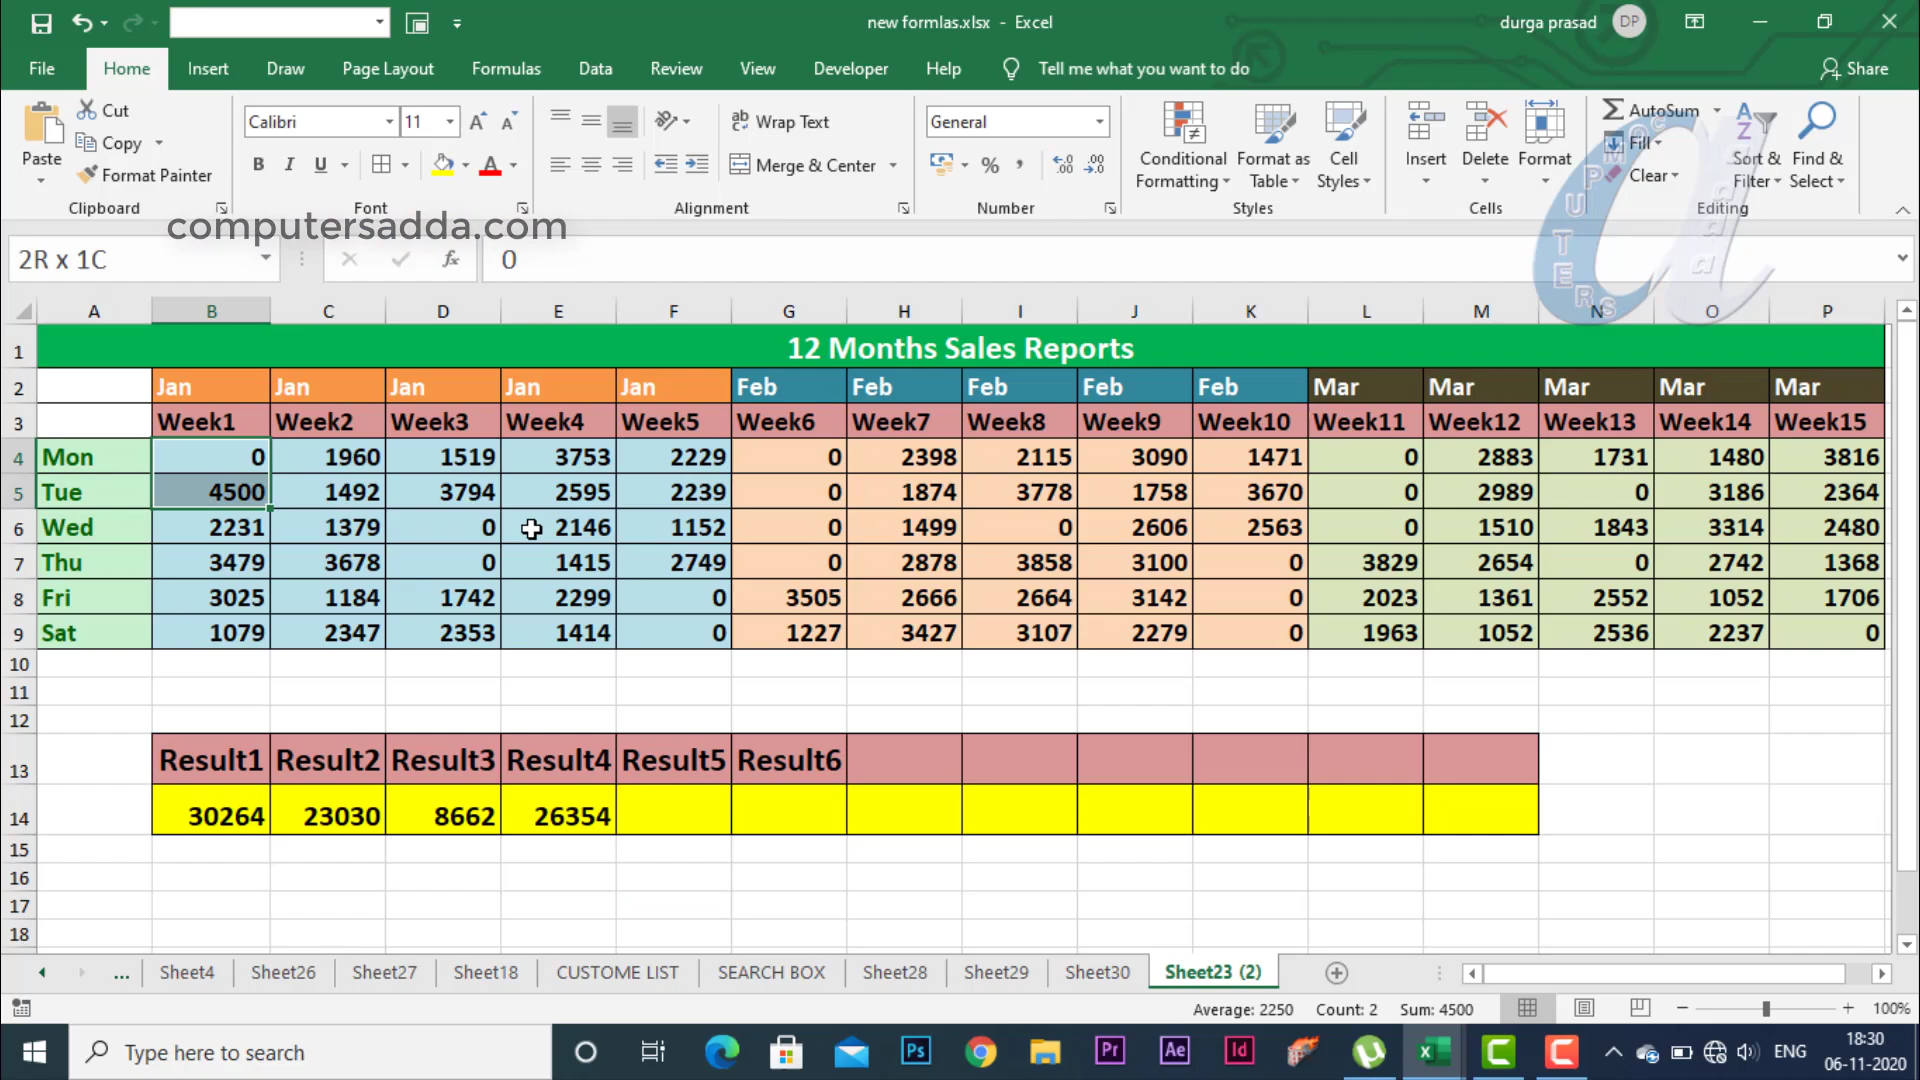 new formlas.xlsx - Excel
durga prasad DP
File Home Insert Draw Page Layout Formulas Data Review View Developer Help Tell me what you want to do Share
Paste
Cut
Copy
Format Painter
Clipboard
Calibri 11
B I U A
Font
Wrap Text
Merge & Center
Alignment
General
%
Number
Conditional Formatting
Format as Table
Cell Styles
Styles
Insert Delete Format
Cells
AutoSum
Fill
Clear
Sort & Filter
Find & Select
Editing
computersadda.com
2R x 1C fx 0
A B C D E F G H I J K L M N O P
1 12 Months Sales Reports
2 Jan Jan Jan Jan Jan Feb Feb Feb Feb Feb Mar Mar Mar Mar Mar
3 Week1 Week2 Week3 Week4 Week5 Week6 Week7 Week8 Week9 Week10 Week11 Week12 Week13 Week14 Week15
4 Mon 0 1960 1519 3753 2229 0 2398 2115 3090 1471 0 2883 1731 1480 3816
5 Tue 4500 1492 3794 2595 2239 0 1874 3778 1758 3670 0 2989 0 3186 2364
6 Wed 2231 1379 0 2146 1152 0 1499 0 2606 2563 0 1510 1843 3314 2480
7 Thu 3479 3678 0 1415 2749 0 2878 3858 3100 0 3829 2654 0 2742 1368
8 Fri 3025 1184 1742 2299 0 3505 2666 2664 3142 0 2023 1361 2552 1052 1706
9 Sat 1079 2347 2353 1414 0 1227 3427 3107 2279 0 1963 1052 2536 2237 0
10
11
12
13 Result1 Result2 Result3 Result4 Result5 Result6
14 30264 23030 8662 26354
15
16
17
18
... Sheet4 Sheet26 Sheet27 Sheet18 CUSTOME LIST SEARCH BOX Sheet28 Sheet29 Sheet30 Sheet23 (2)
Average: 2250 Count: 2 Sum: 4500 100%
Type here to search
Ps Pr Ae Id
ENG
18:30
06-11-2020